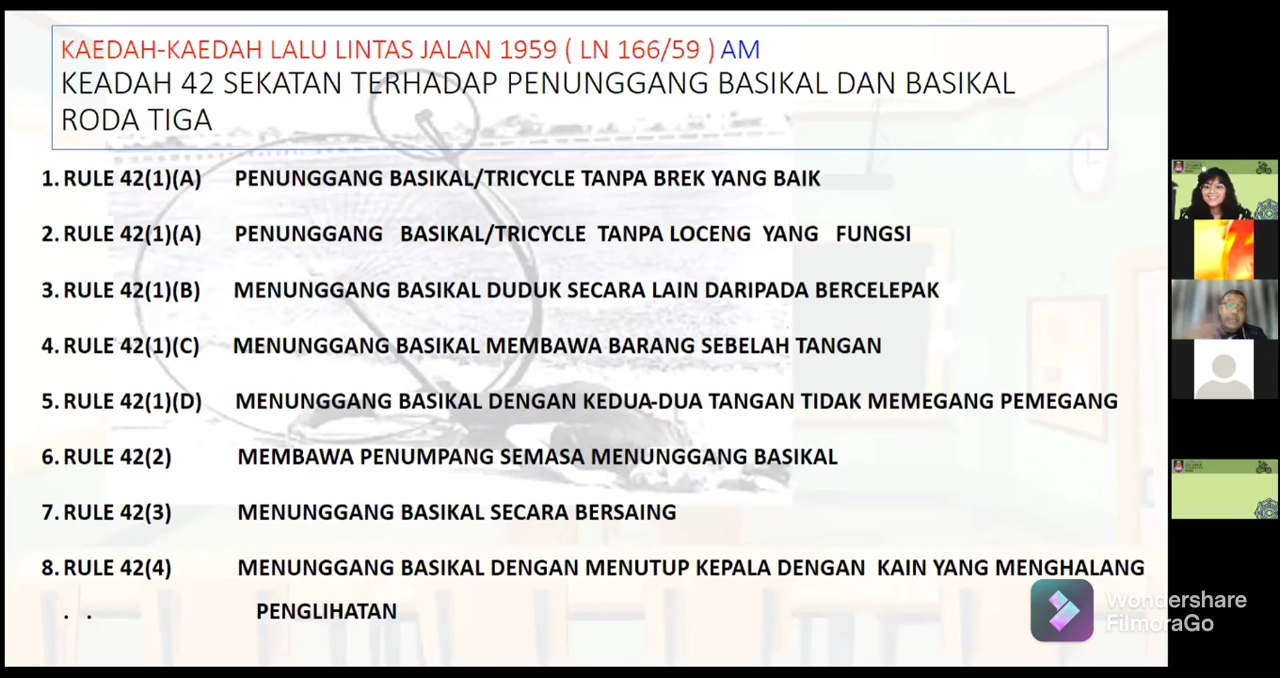 KAEDAH-KAEDAH LALU LINTAS JALAN 1959 ( LN 166/59 ) AM
KEADAH 42 SEKATAN TERHADAP PENUNGGANG BASIKAL DAN BASIKAL
RODA TIGA
1. RULE 42(1)(A) PENUNGGANG BASIKAL/TRICYCLE TANPA BREK YANG BAIK
2. RULE 42(1)(A) PENUNGGANG BASIKAL/TRICYCLE TANPA LOCENG YANG FUNGSI
3. RULE 42(1)(B) MENUNGGANG BASIKAL DUDUK SECARA LAIN DARIPADA BERCELEPAK
4. RULE 42(1)(C) MENUNGGANG BASIKAL MEMBAWA BARANG SEBELAH TANGAN
5. RULE 42(1)(D) MENUNGGANG BASIKAL DENGAN KEDUA-DUA TANGAN TIDAK MEMEGANG PEMEGANG
6. RULE 42(2) MEMBAWA PENUMPANG SEMASA MENUNGGANG BASIKAL
7. RULE 42(3) MENUNGGANG BASIKAL SECARA BERSAING
8. RULE 42(4) MENUNGGANG BASIKAL DENGAN MENUTUP KEPALA DENGAN KAIN YANG MENGHALANG
. . PENGLIHATAN
Wondershare
FilmoraGo